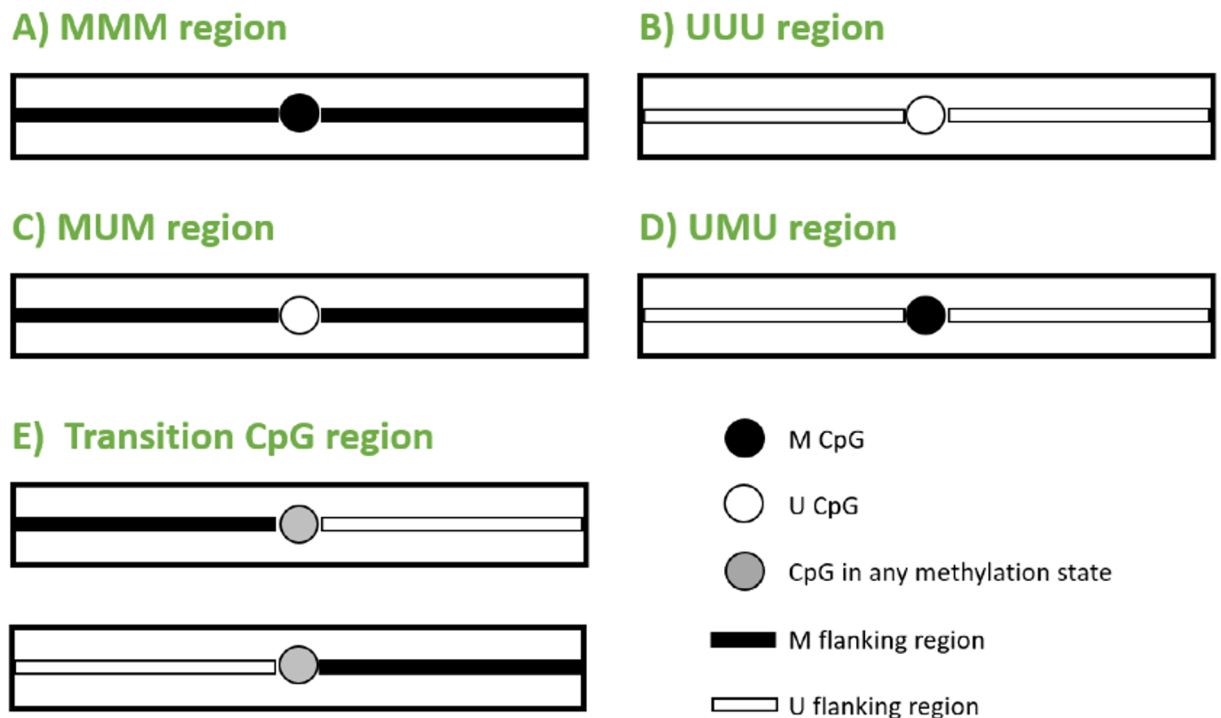 A) MMM region
B) UUU region
C) MUM region
D) UMU region
E) Transition CpG region
M CpG
U CpG
CpG in any methylation state
M flanking region
U flanking region